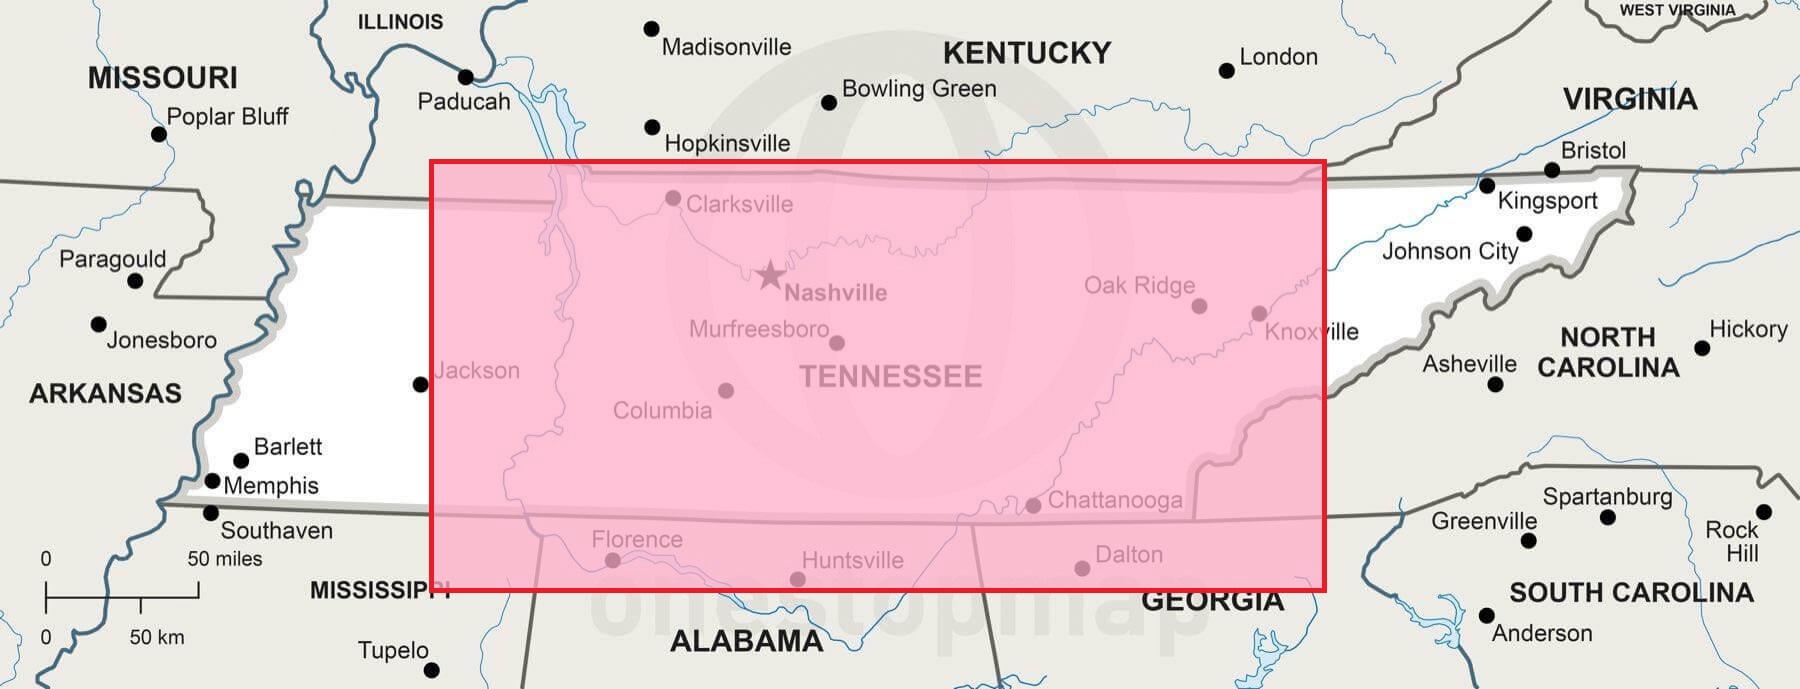 ILLINOIS
WEST VIRGINIA
Madisonville
KENTUCKY
London
MISSOURI
Paducah
Bowling Green
VIRGINIA
Poplar Bluff
Hopkinsville
Bristol
Clarksville
Kingsport
Johnson City
Paragould
Nashville
Oak Ridge
Jonesboro
Murfreesboro
Knoxville
NORTH
CAROLINA
Hickory
Jackson
TENNESSEE
Asheville
ARKANSAS
Columbia
Barlett
Memphis
Chattanooga
Spartanburg
Southaven
Greenville
Rock
Hill
Florence
0 50 miles
Huntsville
Dalton
MISSISSIPPI
onestopmap
GEORGIA
SOUTH CAROLINA
0 50 km
ALABAMA
Anderson
Tupelo